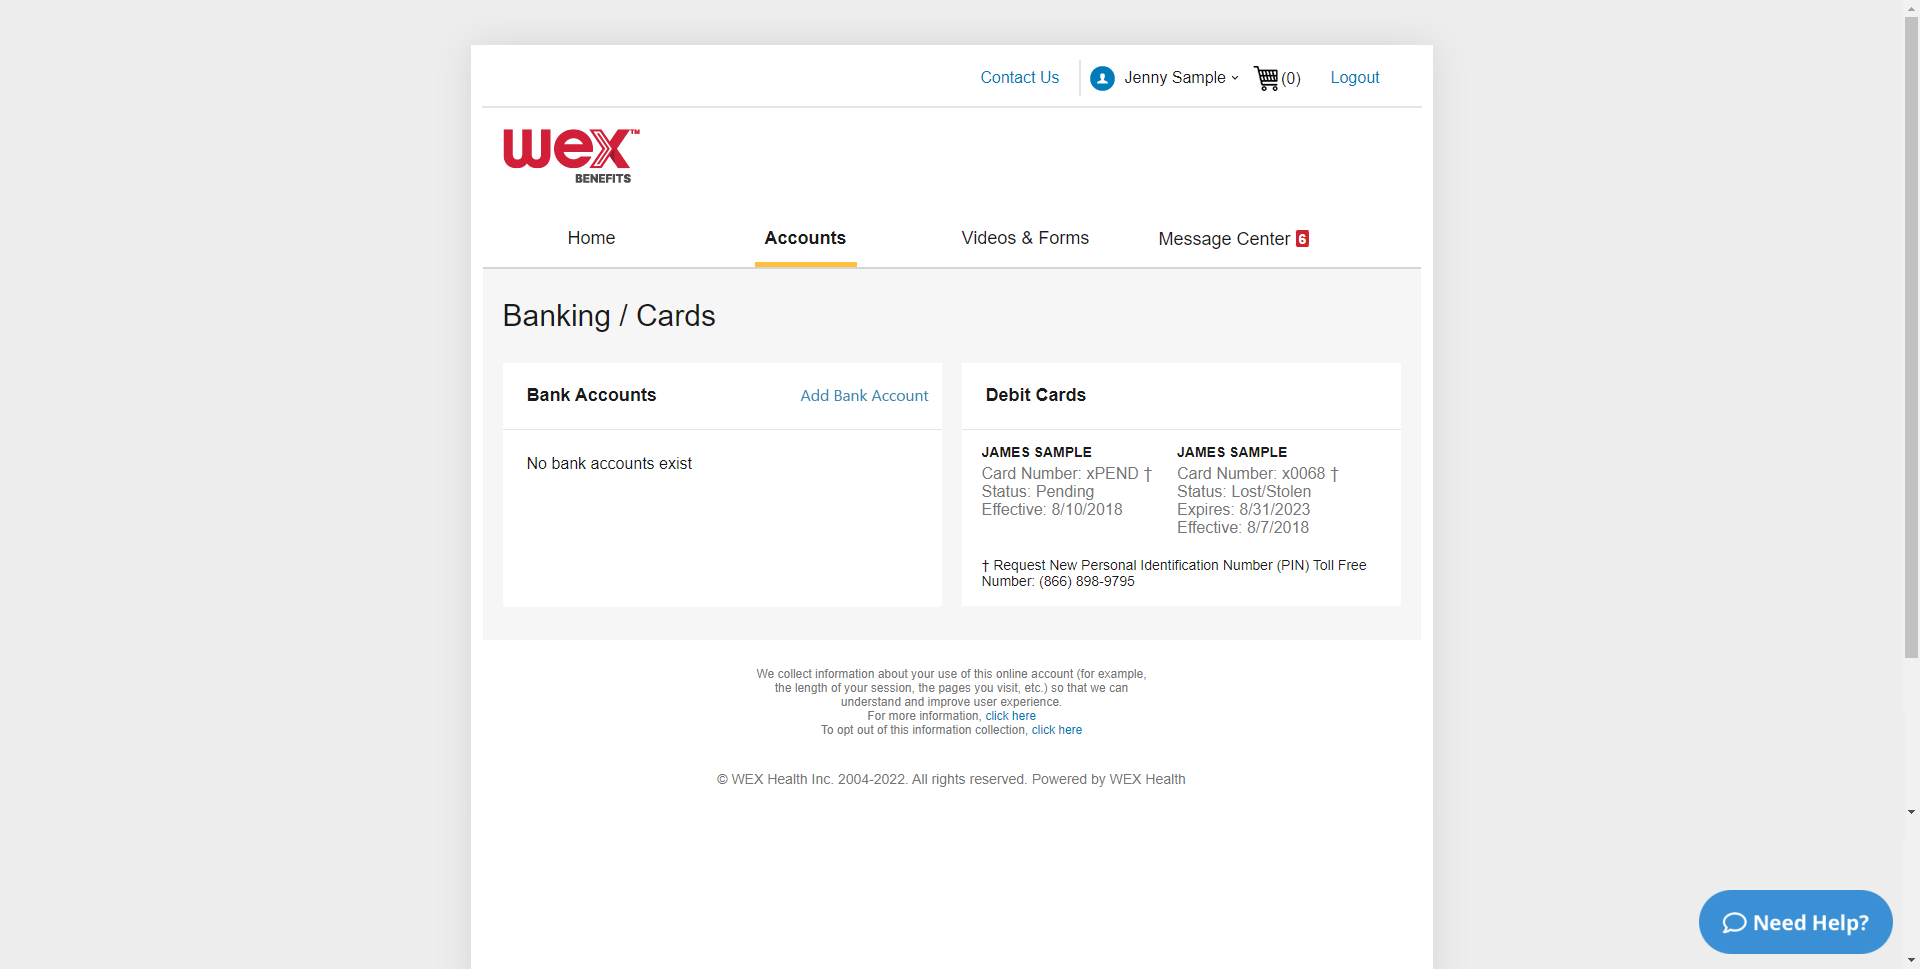 Contact Us
Jenny Sample
(0)
Logout
wex™
BENEFITS
Home
Accounts
Videos & Forms
Message Center 6
Banking / Cards
Bank Accounts
Add Bank Account
No bank accounts exist
Debit Cards
JAMES SAMPLE
Card Number: xPEND †
Status: Pending
Effective: 8/10/2018
JAMES SAMPLE
Card Number: x0068 †
Status: Lost/Stolen
Expires: 8/31/2023
Effective: 8/7/2018
† Request New Personal Identification Number (PIN) Toll Free
Number: (866) 898-9795
We collect information about your use of this online account (for example,
the length of your session, the pages you visit, etc.) so that we can
understand and improve user experience.
For more information, click here
To opt out of this information collection, click here
© WEX Health Inc. 2004-2022. All rights reserved. Powered by WEX Health
Need Help?